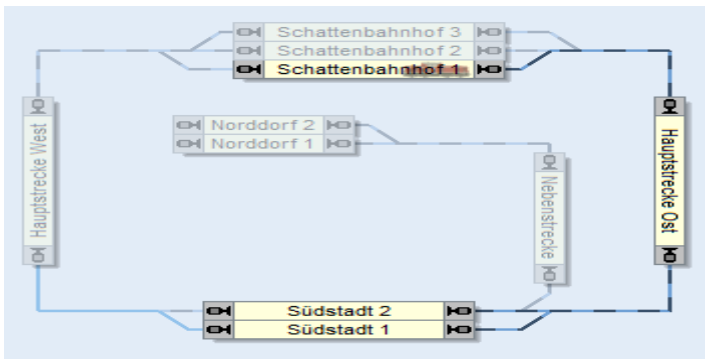 Schattenbahnhof 3
Schattenbahnhof 2
Schattenbahnhof 1
Norddorf 2
Norddorf 1
Hauptstrecke West
Nebenstrecke
Hauptstrecke Ost
Südstadt 2
Südstadt 1